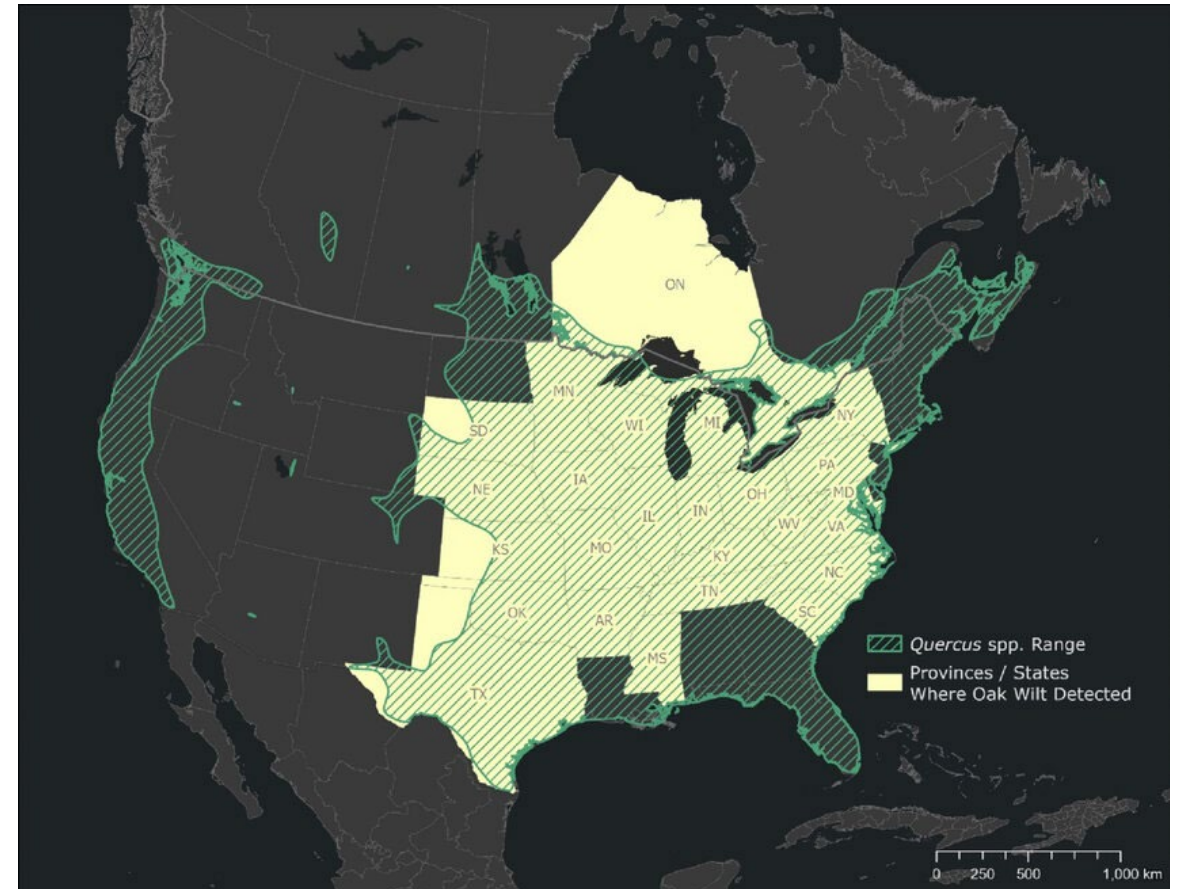 ON
MN
WI
MI
NY
SD
PA
NE
IA
OH
MD
IL
IN
WV
VA
KS
MO
KY
NC
TN
OK
AR
SC
MS
TX
Quercus spp. Range
Provinces / States
Where Oak Wilt Detected
0 250 500 1,000 km